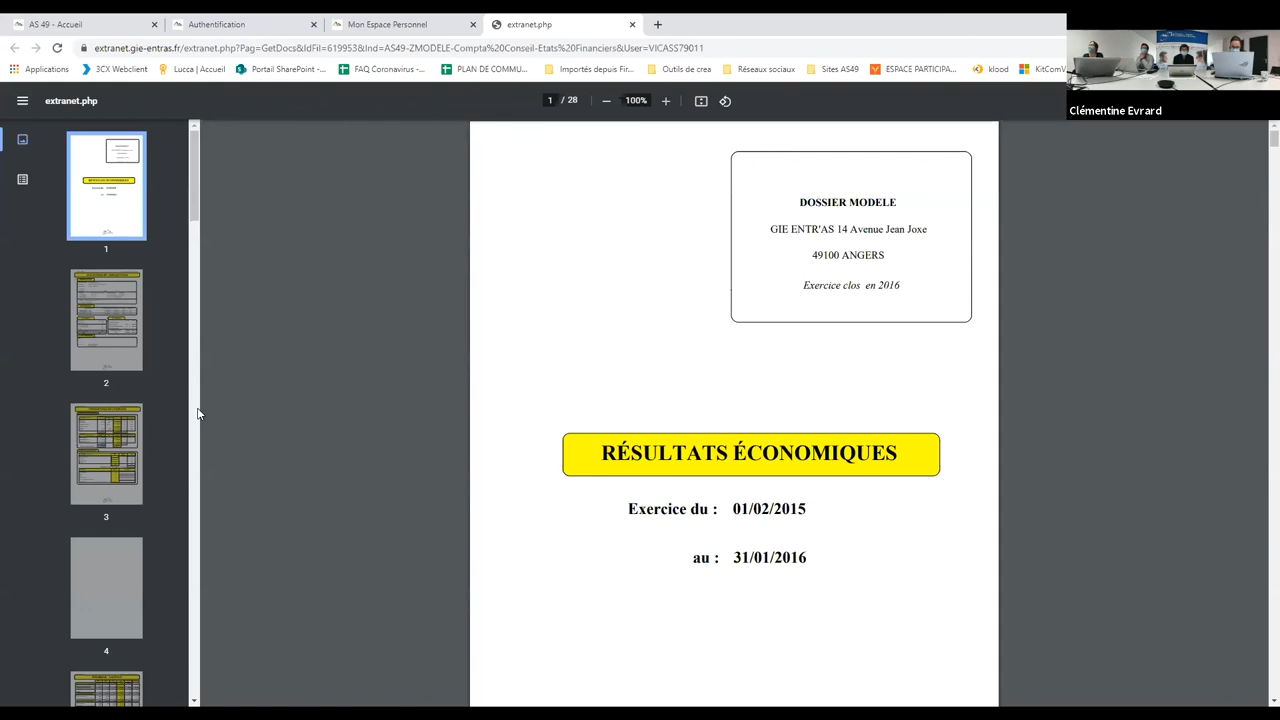 AS 49 - Accueil
Authentification
Mon Espace Personnel
extranet.php
extranet.gie-entras.fr/extranet.php?Pag=GetDocs&IdFil=619953&Ind=AS49-ZMODELE-Compta%20Conseil-Etats%20Financiers&User=VICASS79011
Applications
3CX Webclient
Lucca | Accueil
Portail SharePoint -...
FAQ Coronavirus -...
PLAN DE COMMU...
Importés depuis Fir...
Outils de crea
Réseaux sociaux
Sites AS49
ESPACE PARTICIPA...
klood
KitComV
Clémentine Evrard
extranet.php
1 / 28
100%
1
2
3
4
DOSSIER MODELE
GIE ENTR'AS 14 Avenue Jean Joxe
49100 ANGERS
Exercice clos en 2016
RÉSULTATS ÉCONOMIQUES
Exercice du : 01/02/2015
au : 31/01/2016